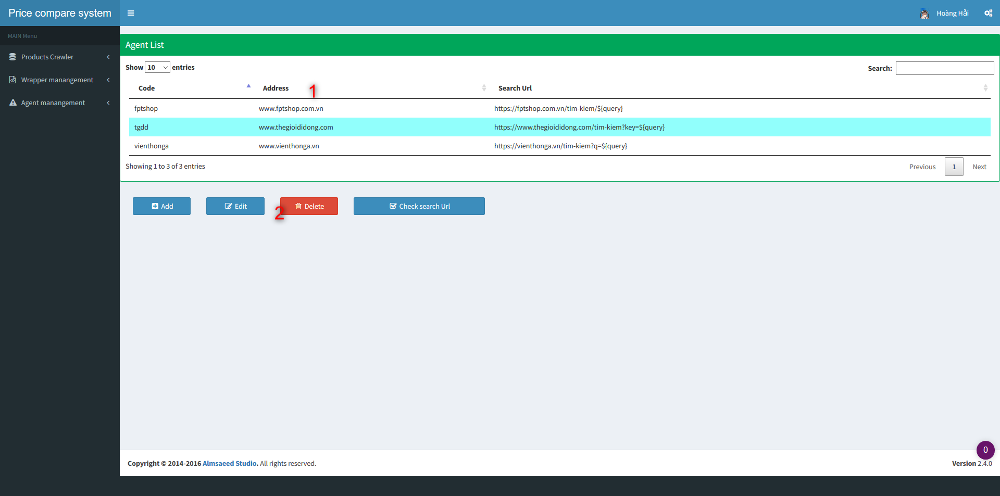 Price compare system
Hoàng Hải
MAIN Menu
Products Crawler
Wrapper manangement
Agent manangement
Agent List
Show 10 entries
Search:
Code Address 1 Search Url
fptshop www.fptshop.com.vn https://fptshop.com.vn/tim-kiem/${query}
tgdd www.thegioididong.com https://www.thegioididong.com/tim-kiem?key=${query}
vienthonga www.vienthonga.vn https://vienthonga.vn/tim-kiem?q=${query}
Showing 1 to 3 of 3 entries
Previous 1 Next
Add Edit 2 Delete Check search Url
0
Copyright © 2014-2016 Almsaeed Studio. All rights reserved.
Version 2.4.0